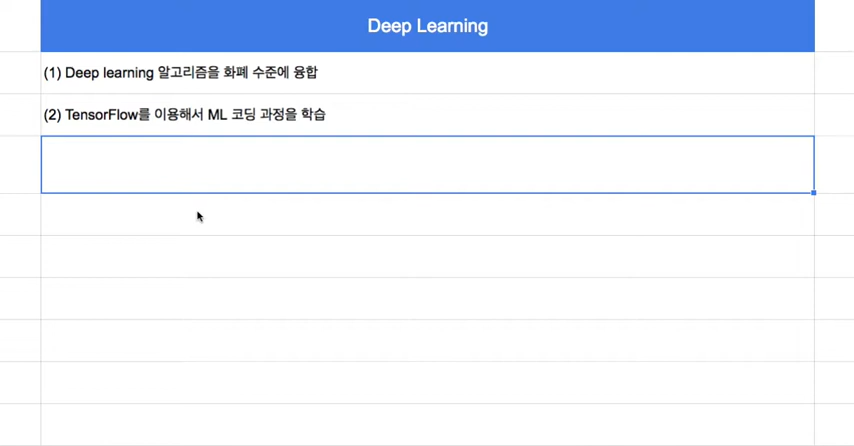 Deep Learning
(1) Deep learning 알고리즘을 화폐 수준에 융합
(2) TensorFlow를 이용해서 ML 코딩 과정을 학습